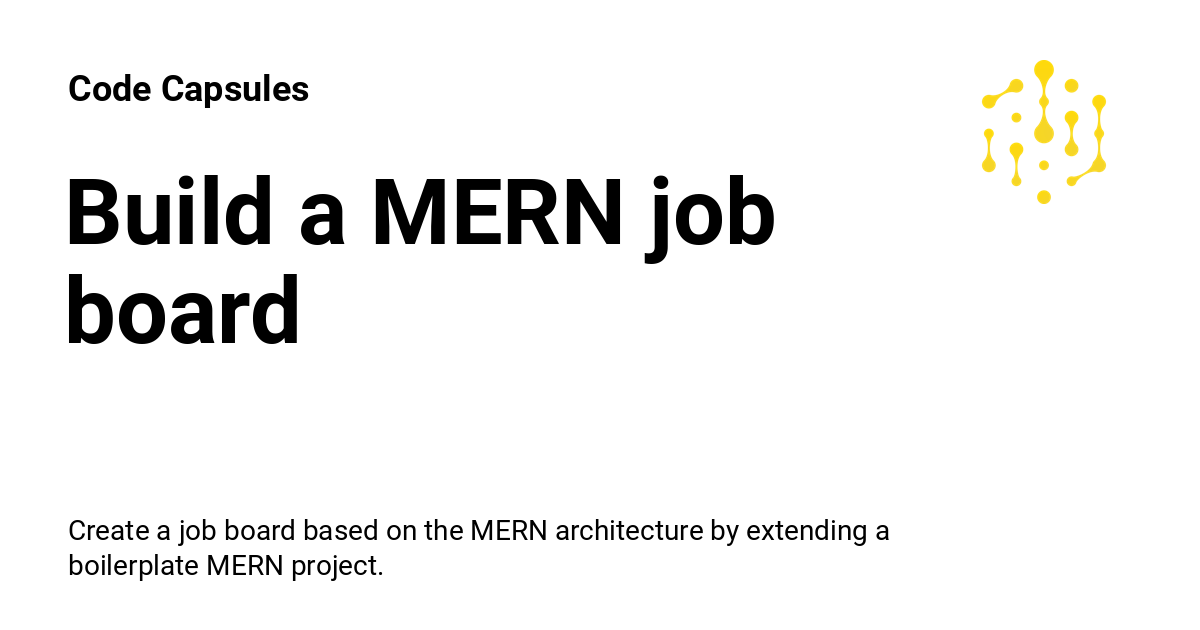 Code Capsules
Build a MERN job
board
Create a job board based on the MERN architecture by extending a
boilerplate MERN project.